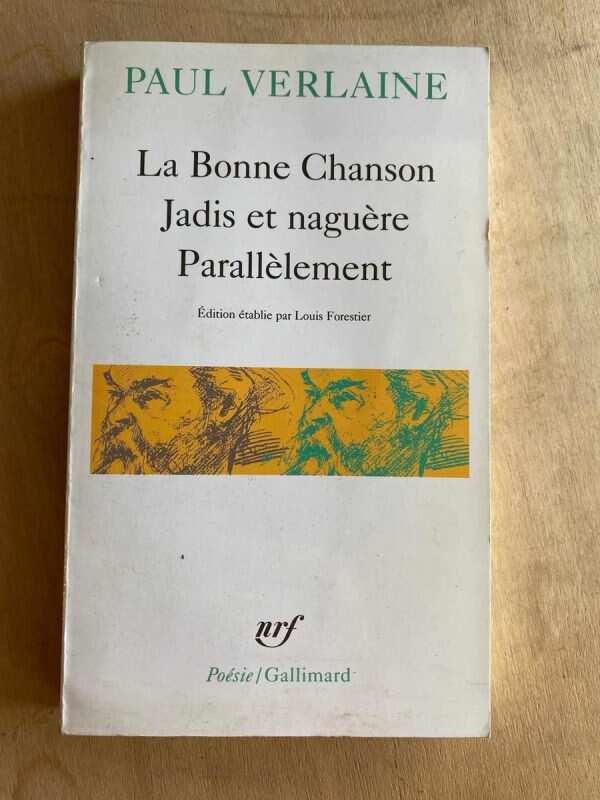 PAUL VERLAINE
La Bonne Chanson
Jadis et naguère
Parallèlement
Édition établie par Louis Forestier
nrf
Poésie/Gallimard